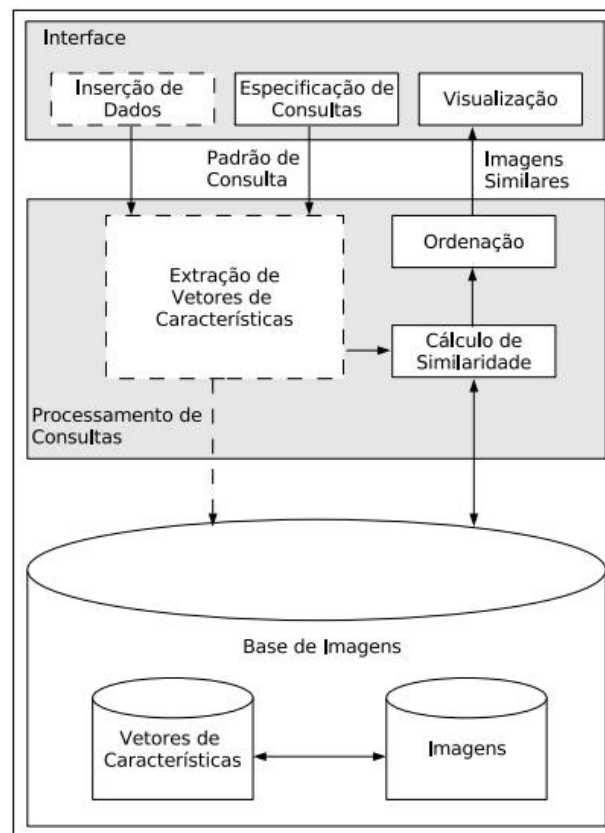 Interface
Inserção de
Dados
Especificação de
Consultas
Visualização
Padrão de
Consulta
Imagens
Similares
Extração de
Vetores de
Características
Ordenação
Cálculo de
Similaridade
Processamento de
Consultas
Base de Imagens
Vetores de
Características
Imagens